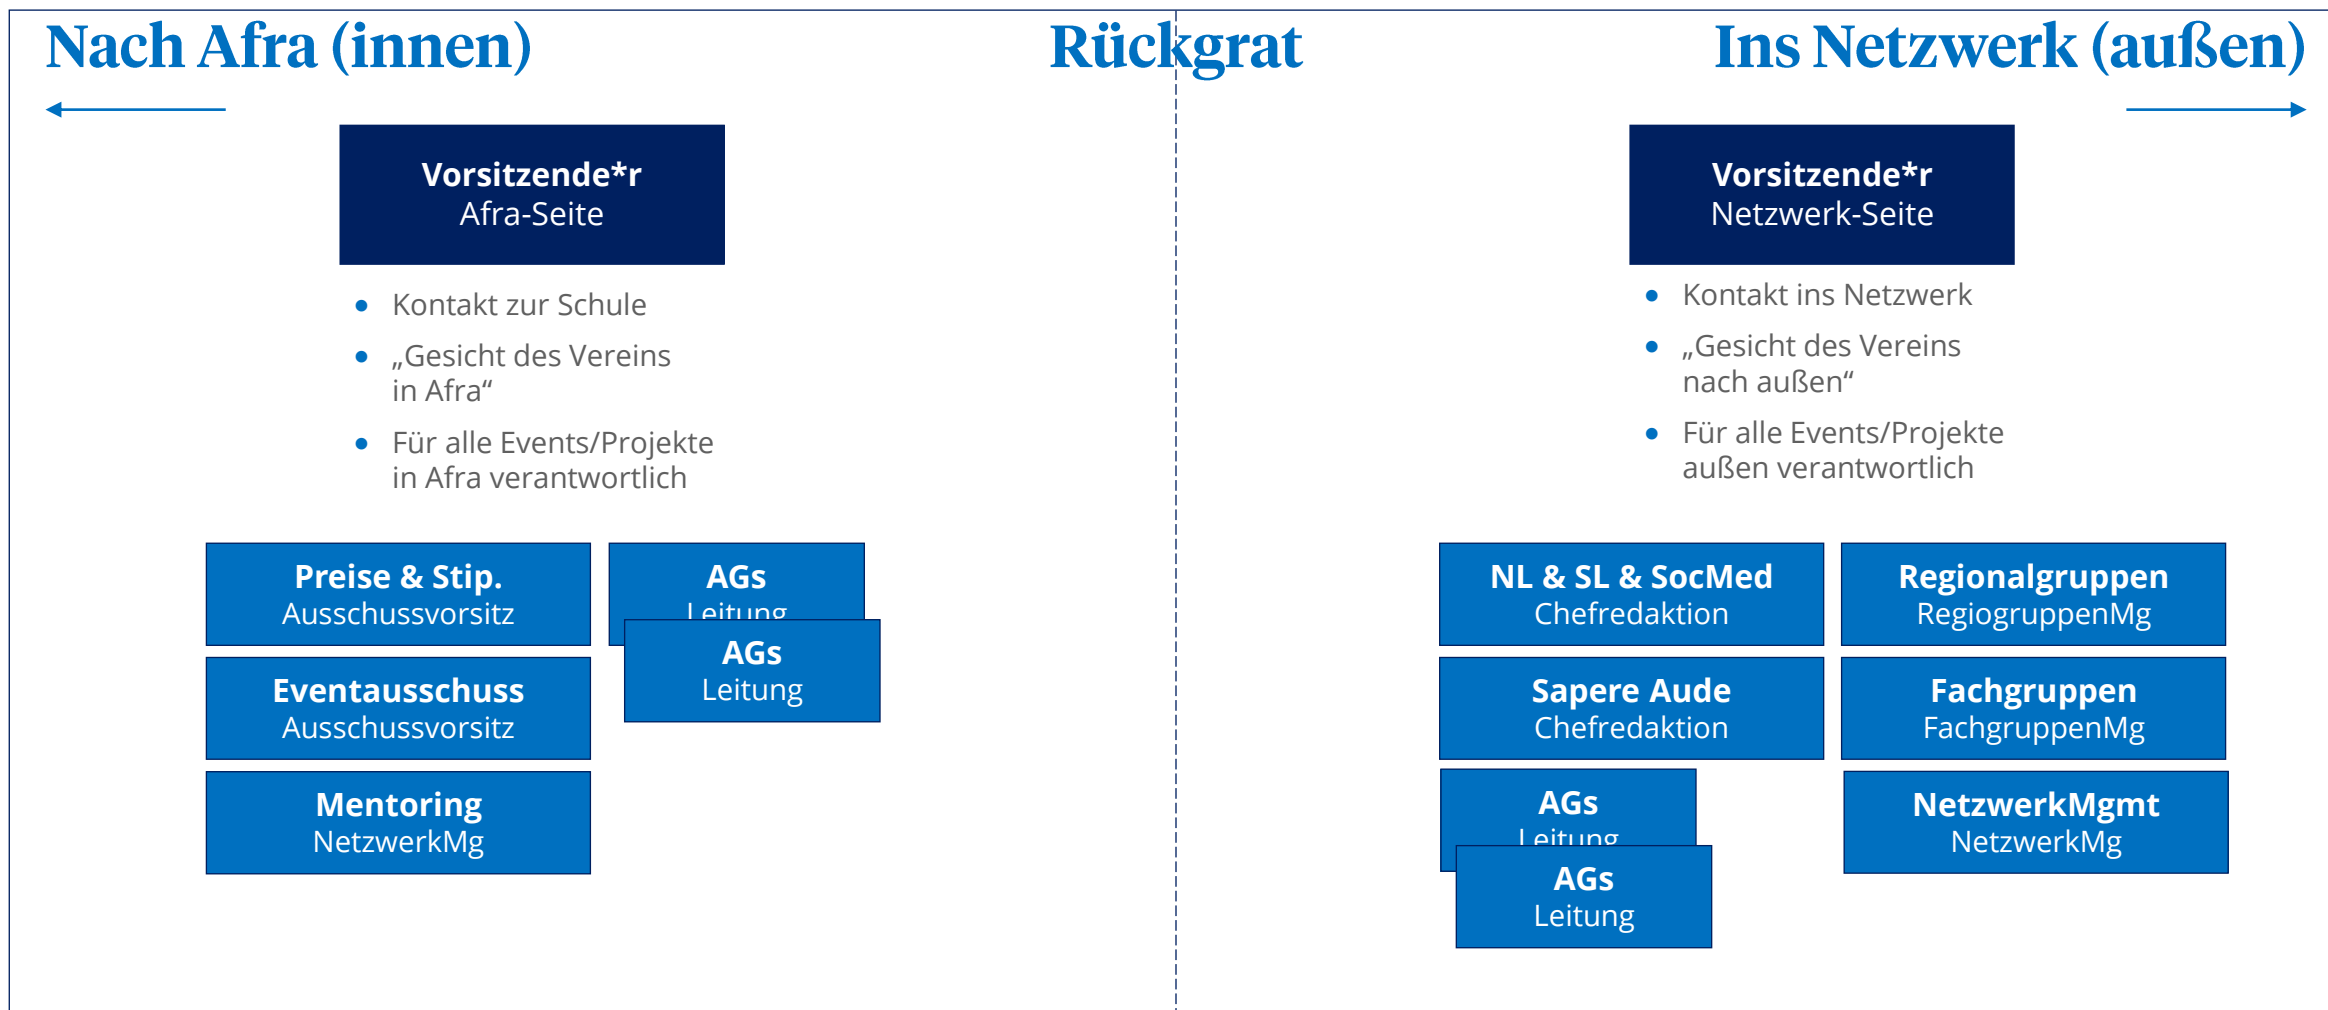 Nach Afra (innen)
Rückgrat
Ins Netzwerk (außen)
Vorsitzende*r
Afra-Seite
• Kontakt zur Schule
• „Gesicht des Vereins
in Afra“
• Für alle Events/Projekte
in Afra verantwortlich
Preise & Stip.
Ausschussvorsitz
Eventausschuss
Ausschussvorsitz
Mentoring
NetzwerkMg
AGs
Leitung
AGs
Leitung
Vorsitzende*r
Netzwerk-Seite
• Kontakt ins Netzwerk
• „Gesicht des Vereins
nach außen“
• Für alle Events/Projekte
außen verantwortlich
NL & SL & SocMed
Chefredaktion
Sapere Aude
Chefredaktion
AGs
Leitung
AGs
Leitung
Regionalgruppen
RegiogruppenMg
Fachgruppen
FachgruppenMg
NetzwerkMgmt
NetzwerkMg